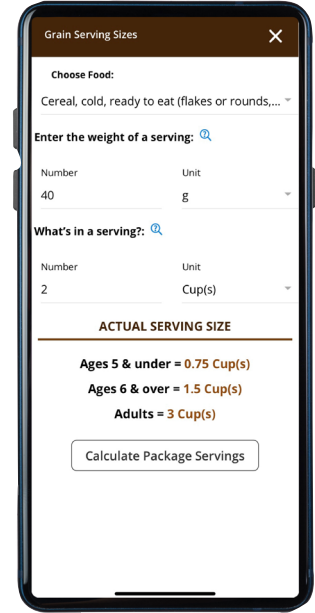 Grain Serving Sizes
Choose Food:
Cereal, cold, ready to eat (flakes or rounds,...
Enter the weight of a serving:
Number Unit
40 g
What's in a serving?:
Number Unit
2 Cup(s)
ACTUAL SERVING SIZE
Ages 5 & under = 0.75 Cup(s)
Ages 6 & over = 1.5 Cup(s)
Adults = 3 Cup(s)
Calculate Package Servings